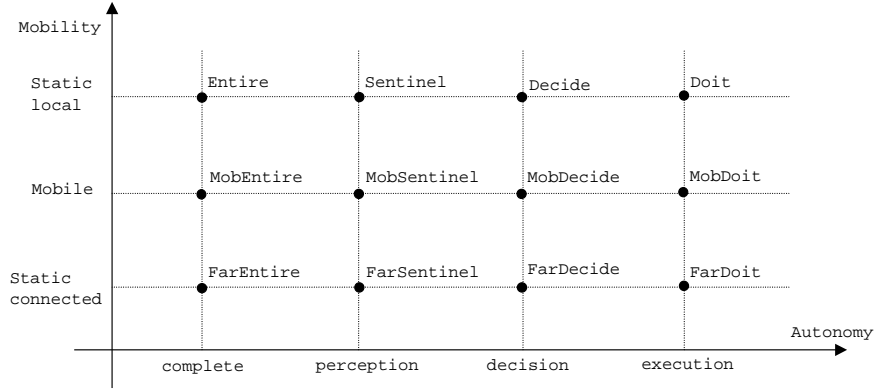 Mobility
Entire Sentinel Decide Doit
Static
local
MobEntire MobSentinel MobDecide MobDoit
Mobile
FarEntire FarSentinel FarDecide FarDoit
Static
connected
Autonomy
complete perception decision execution